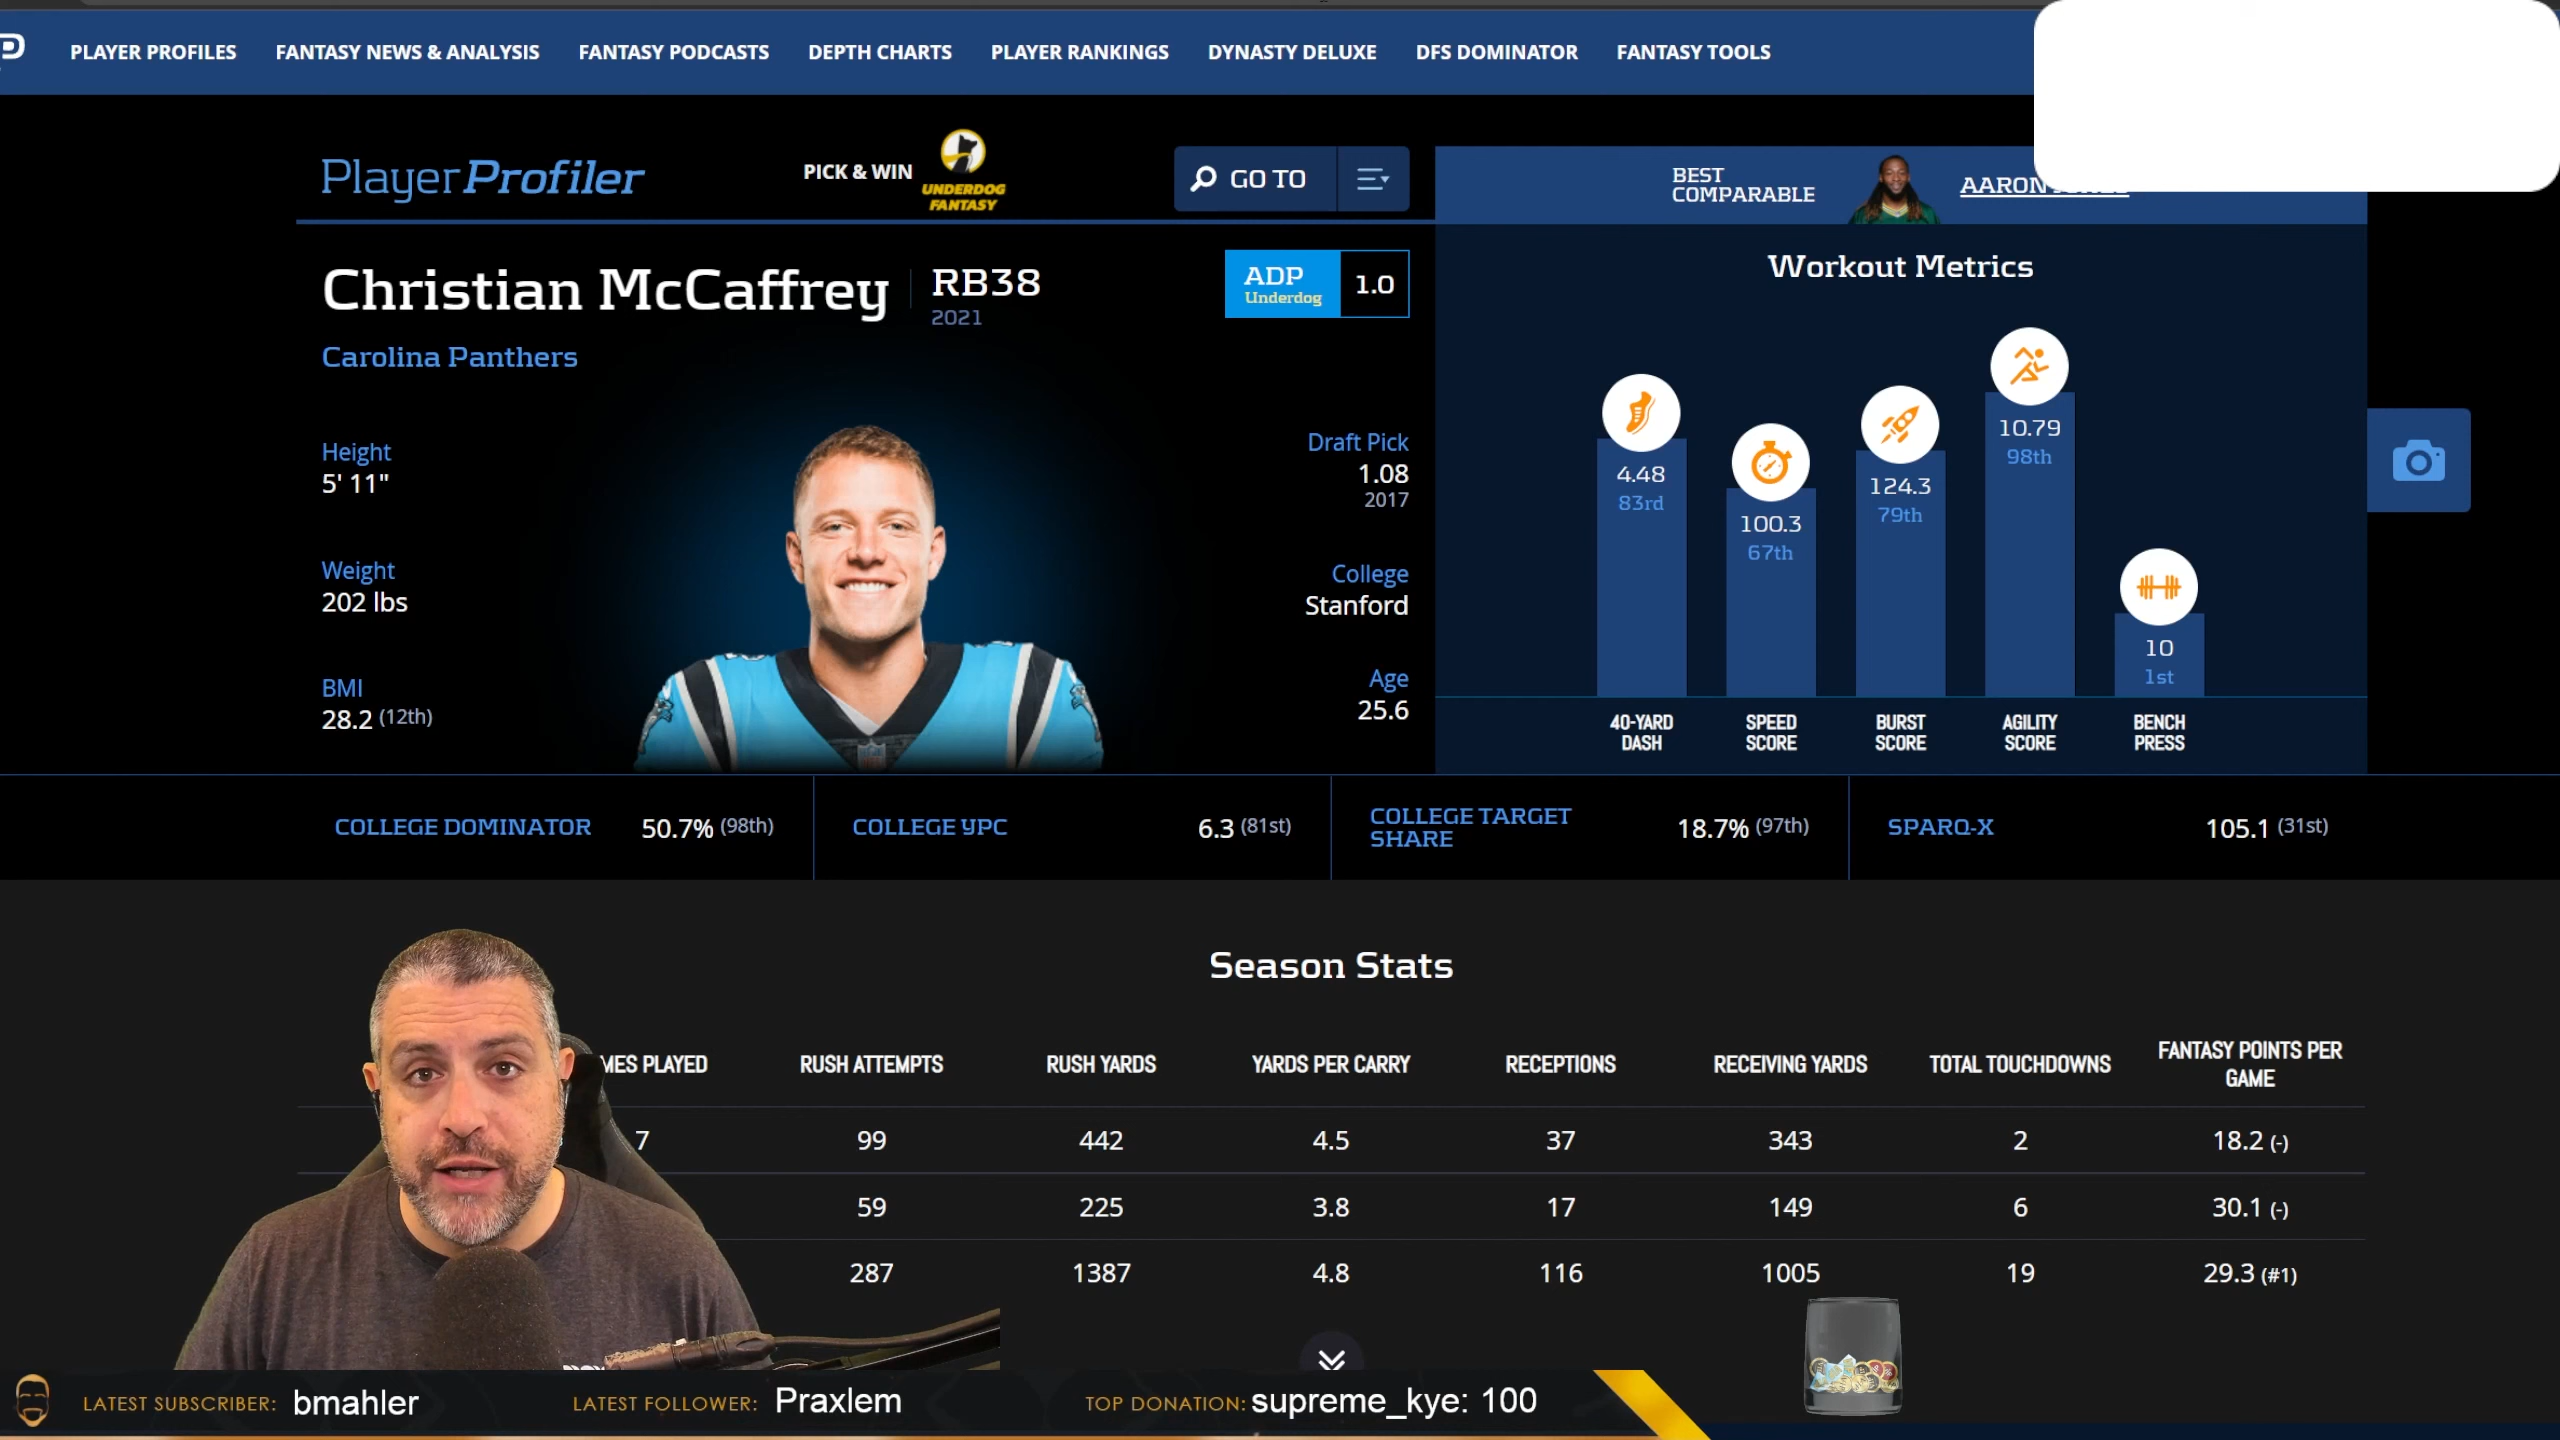 PLAYER PROFILES FANTASY NEWS & ANALYSIS FANTASY PODCASTS DEPTH CHARTS PLAYER RANKINGS DYNASTY DELUXE DFS DOMINATOR FANTASY TOOLS
PlayerProfiler
PICK & WIN
UNDERDOG
FANTASY
GO TO
BEST
COMPARABLE
AARON
Christian McCaffrey
RB38
2021
ADP
Underdog
1.0
Carolina Panthers
Height
5' 11"
Weight
202 lbs
BMI
28.2 (12th)
Draft Pick
1.08
2017
College
Stanford
Age
25.6
Workout Metrics
4.48
83rd
100.3
67th
124.3
79th
10.79
98th
10
1st
40-YARD
DASH
SPEED
SCORE
BURST
SCORE
AGILITY
SCORE
BENCH
PRESS
COLLEGE DOMINATOR 50.7% (98th)
COLLEGE YPC 6.3 (81st)
COLLEGE TARGET
SHARE
18.7% (97th)
SPARQ-X 105.1 (31st)
Season Stats
MES PLAYED RUSH ATTEMPTS RUSH YARDS YARDS PER CARRY RECEPTIONS RECEIVING YARDS TOTAL TOUCHDOWNS FANTASY POINTS PER
GAME
7 99 442 4.5 37 343 2 18.2 (-)
59 225 3.8 17 149 6 30.1 (-)
287 1387 4.8 116 1005 19 29.3 (#1)
LATEST SUBSCRIBER: bmahler LATEST FOLLOWER: Praxlem TOP DONATION: supreme_kye: 100